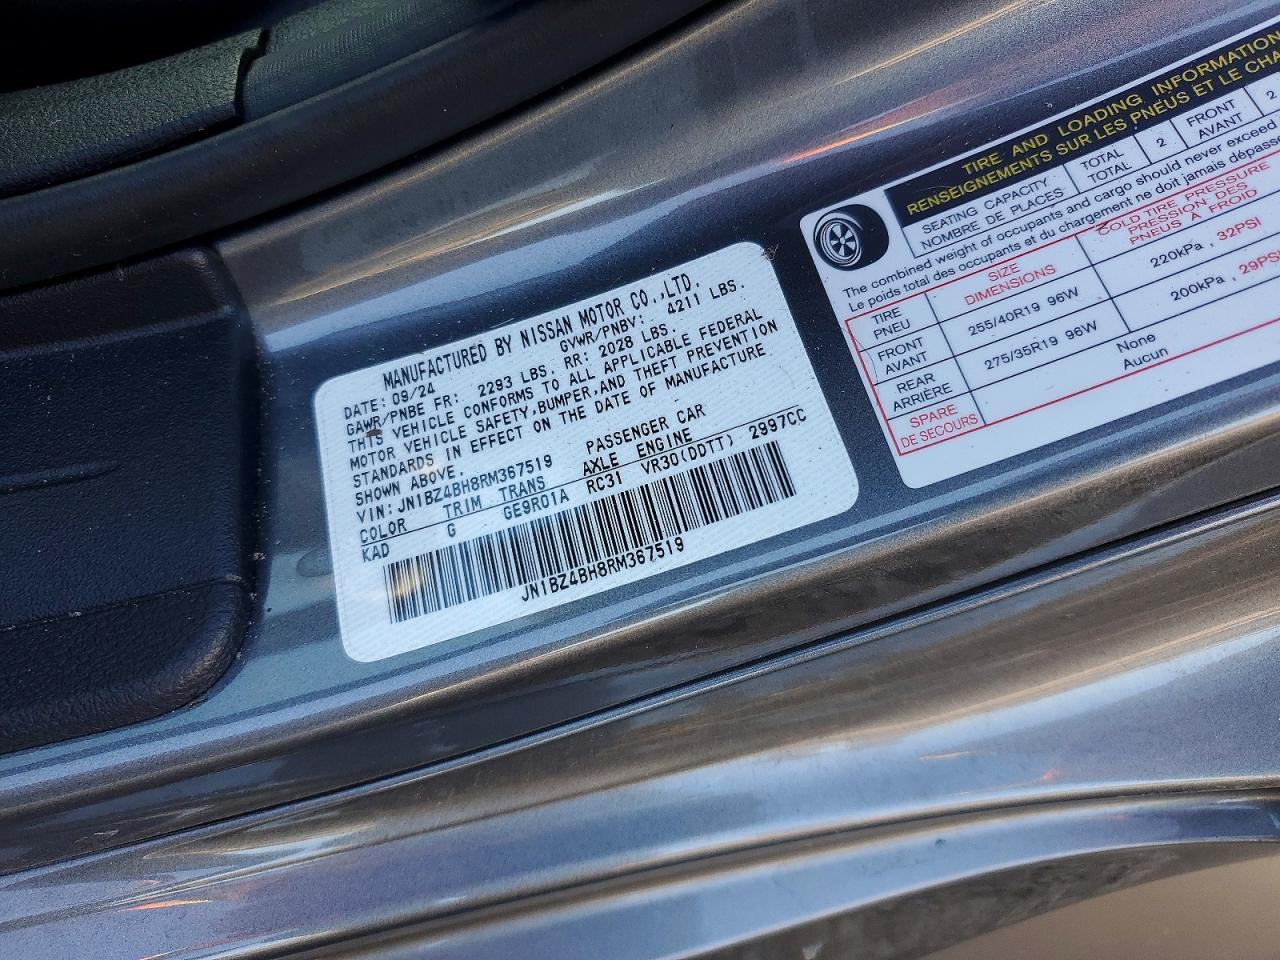 MANUFACTURED BY NISSAN MOTOR CO.,LTD.
DATE: 09/24 GVWR/PNBV: 4211 LBS.
GAWR/PNBE FR: 2293 LBS. RR: 2028 LBS.
THIS VEHICLE CONFORMS TO ALL APPLICABLE FEDERAL
MOTOR VEHICLE SAFETY,BUMPER,AND THEFT PREVENTION
STANDARDS IN EFFECT ON THE DATE OF MANUFACTURE
SHOWN ABOVE.
VIN: JN1BZ4BH8RM367519 PASSENGER CAR
COLOR TRIM TRANS AXLE ENGINE
KAD G GE9R01A RC31 VR30(DDTT) 2997CC
JN1BZ4BH8RM367519
TIRE AND LOADING INFORMATION
RENSEIGNEMENTS SUR LES PNEUS ET LE CHA
SEATING CAPACITY TOTAL 2 FRONT 2
NOMBRE DE PLACES TOTAL AVANT
The combined weight of occupants and cargo should never exceed
Le poids total des occupants et du chargement ne doit jamais dépasse
TIRE SIZE COLD TIRE PRESSURE
PNEU DIMENSIONS PRESSION DES
PNEUS À FROID
FRONT 255/40R19 96W 220kPa , 32PSI
AVANT
REAR 275/35R19 96W 200kPa , 29PSI
ARRIÈRE
SPARE None
DE SECOURS Aucun